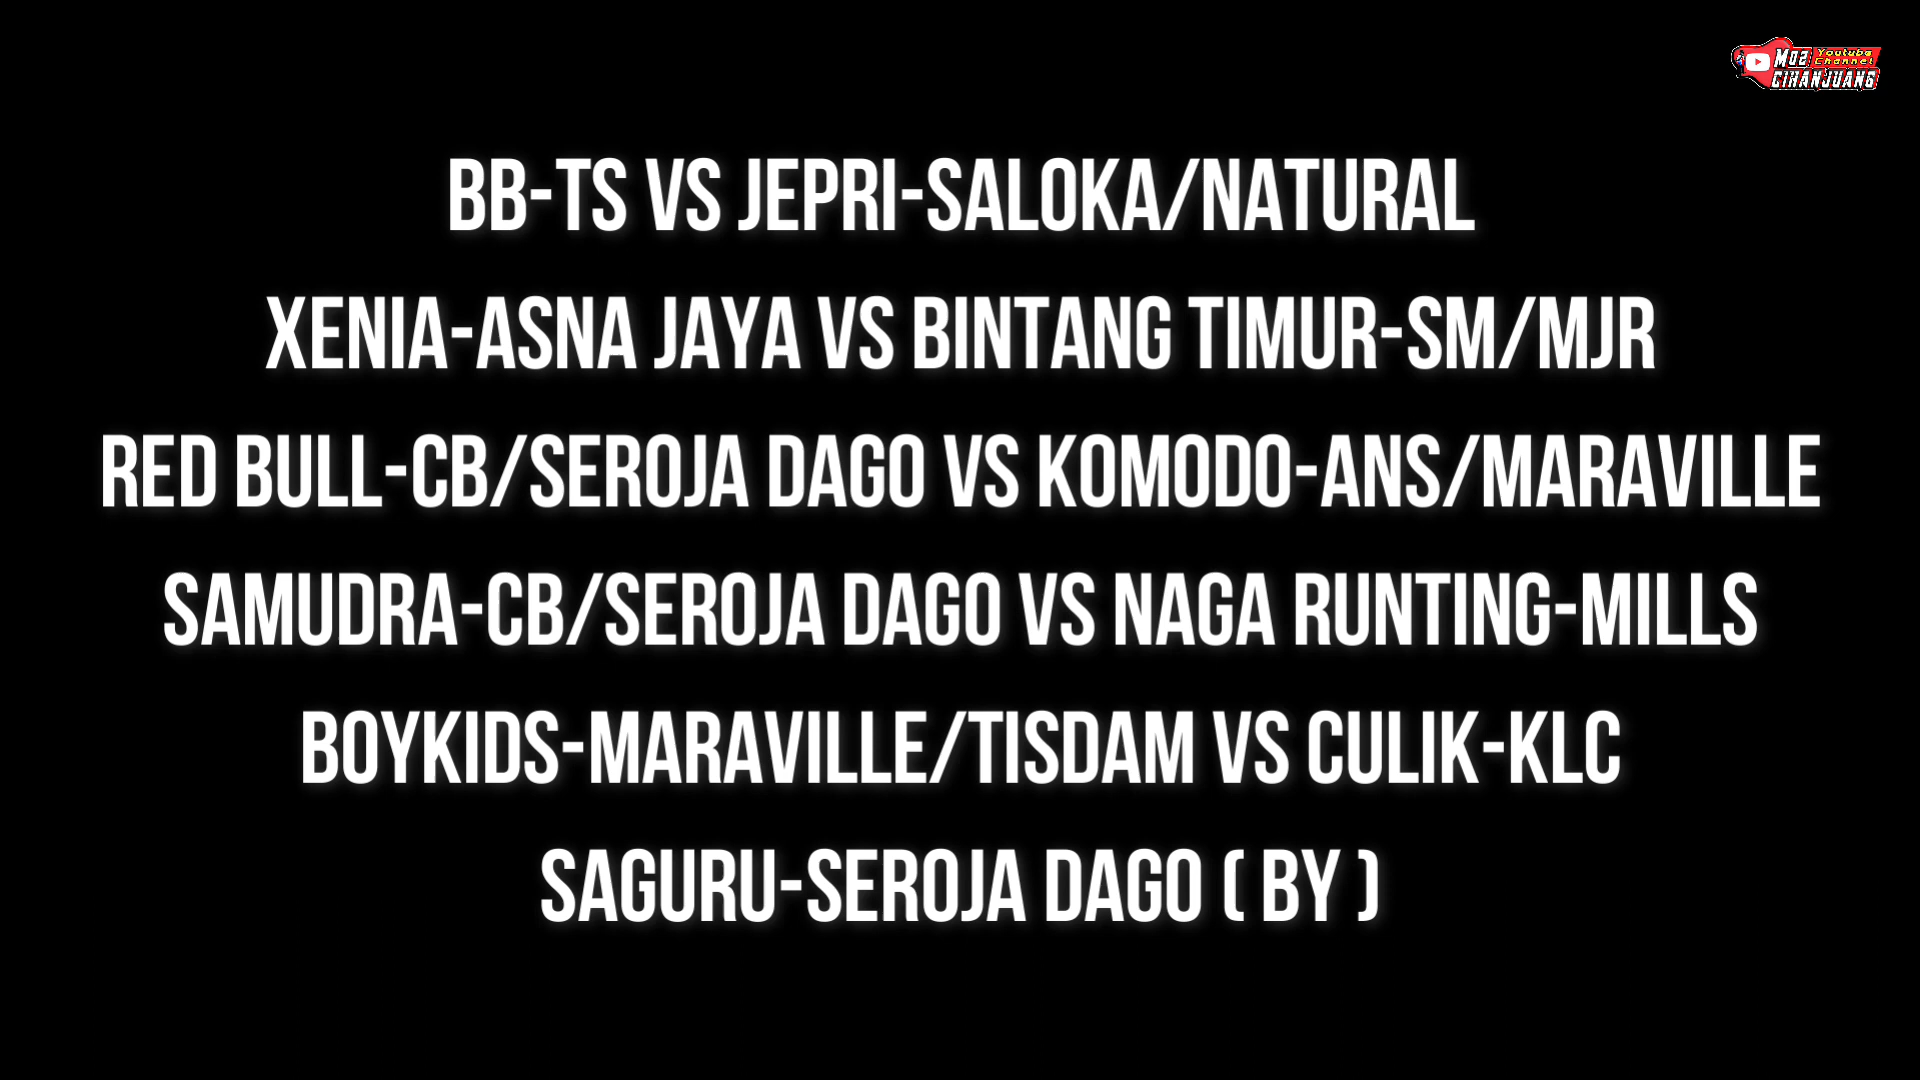 MOZ Youtube Channel
CIHANJUANG
BB-TS VS JEPRI-SALOKA/NATURAL
XENIA-ASNA JAYA VS BINTANG TIMUR-SM/MJR
RED BULL-CB/SEROJA DAGO VS KOMODO-ANS/MARAVILLE
SAMUDRA-CB/SEROJA DAGO VS NAGA RUNTING-MILLS
BOYKIDS-MARAVILLE/TISDAM VS CULIK-KLC
SAGURU-SEROJA DAGO ( BY )